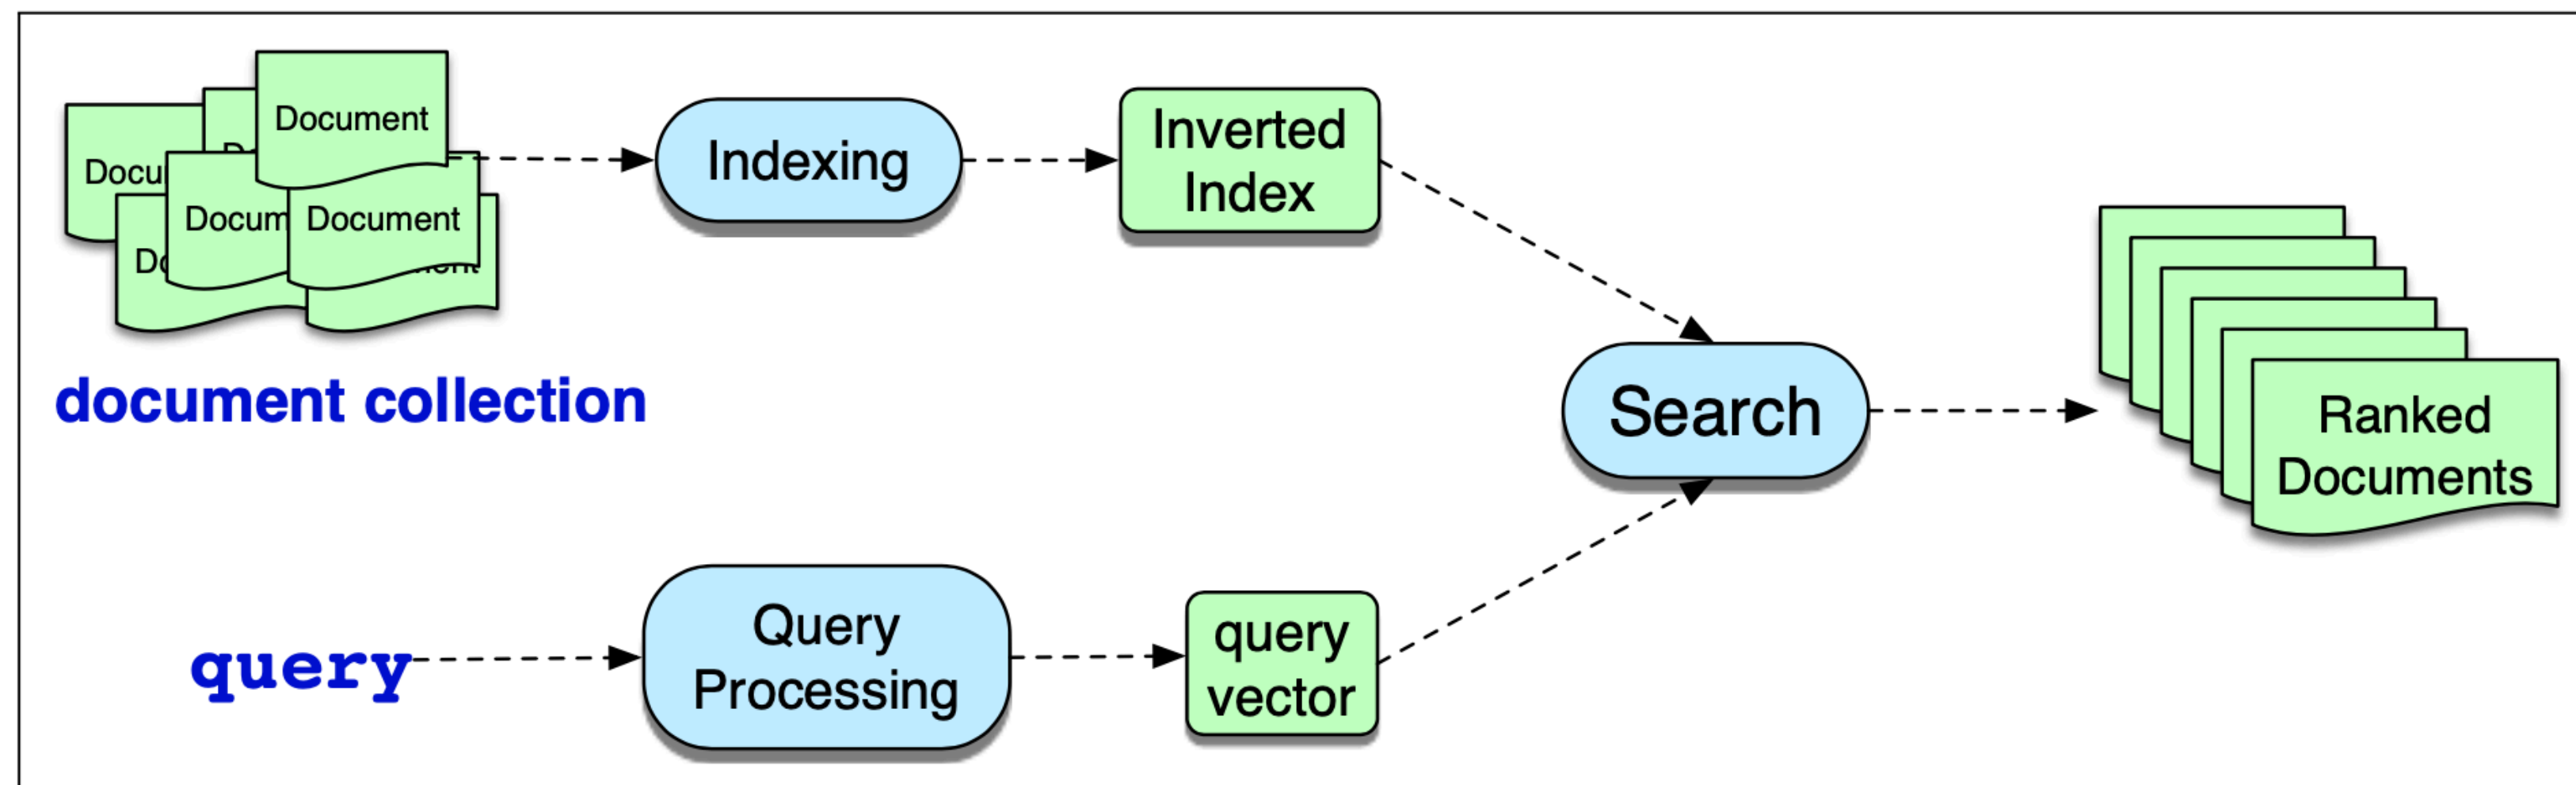 Document
Document
Indexing
Inverted
Index
document collection
Search
Ranked
Documents
query
Query
Processing
query
vector